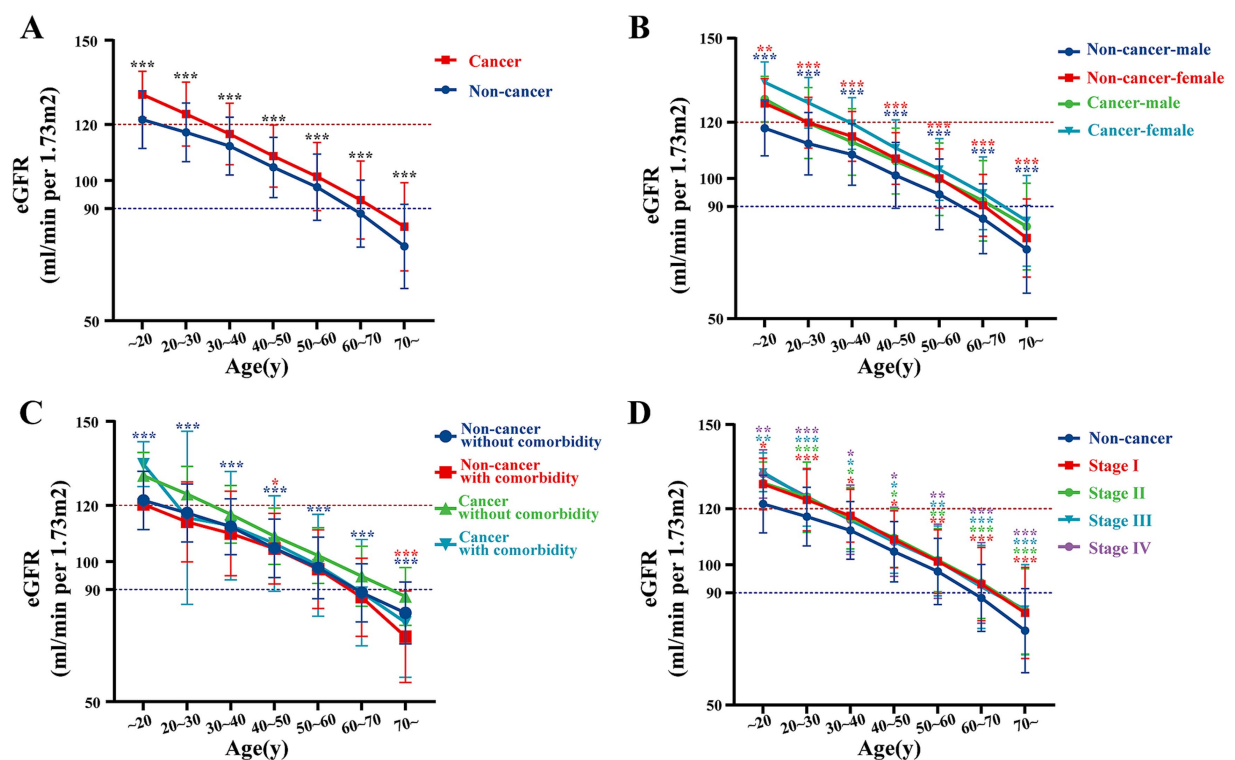 A
150
120
100
90
50
eGFR
(ml/min per 1.73m2)
***
***
***
***
***
***
***
Cancer
Non-cancer
~20
20~30
30~40
40~50
50~60
60~70
70~
Age(y)
B
150
120
100
90
50
eGFR
(ml/min per 1.73m2)
** *** *** *** *** *** ***
*** *** *** *** *** *** ***
Non-cancer-male
Non-cancer-female
Cancer-male
Cancer-female
~20
20~30
30~40
40~50
50~60
60~70
70~
Age(y)
C
150
120
100
90
50
eGFR
(ml/min per 1.73m2)
***
***
***
*
***
***
***
***
***
Non-cancer
without comorbidity
Non-cancer
with comorbidity
Cancer
without comorbidity
Cancer
with comorbidity
~20
20~30
30~40
40~50
50~60
60~70
70~
Age(y)
D
150
120
100
90
50
eGFR
(ml/min per 1.73m2)
Non-cancer
Stage I
Stage II
Stage III
Stage IV
~20
20~30
30~40
40~50
50~60
60~70
70~
Age(y)